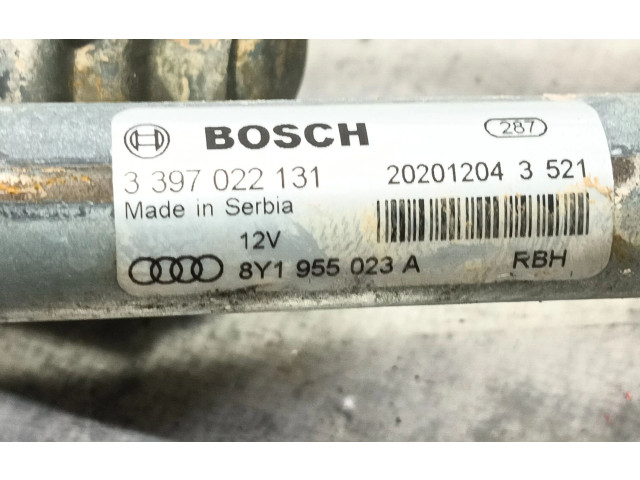 BOSCH 287
3 397 022 131 20201204 3 521
Made in Serbia
12V
8Y1 955 023 A RBH